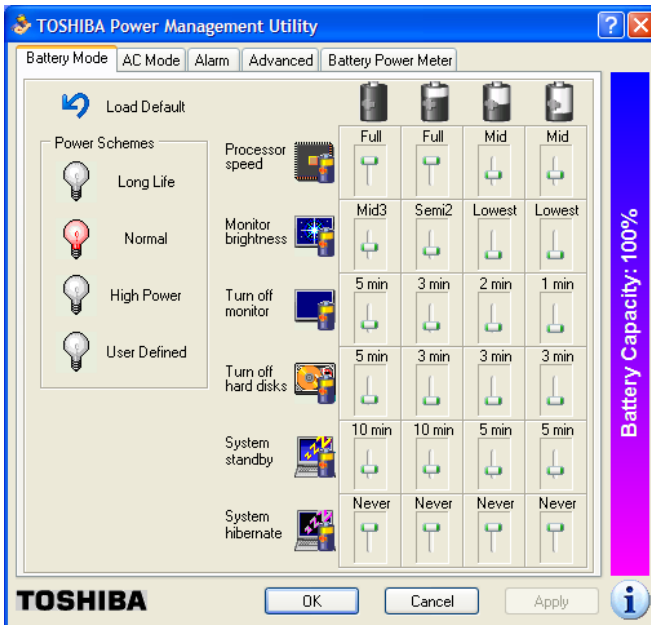 TOSHIBA Power Management Utility
Battery Mode AC Mode Alarm Advanced Battery Power Meter
Load Default
Power Schemes
Long Life
Normal
High Power
User Defined
Processor
speed
Full Full Mid Mid
Monitor
brightness
Mid3 Semi2 Lowest Lowest
Turn off
monitor
5 min 3 min 2 min 1 min
Turn off
hard disks
5 min 3 min 3 min 3 min
System
standby
10 min 10 min 5 min 5 min
System
hibernate
Never Never Never Never
Battery Capacity: 100%
TOSHIBA
OK Cancel Apply